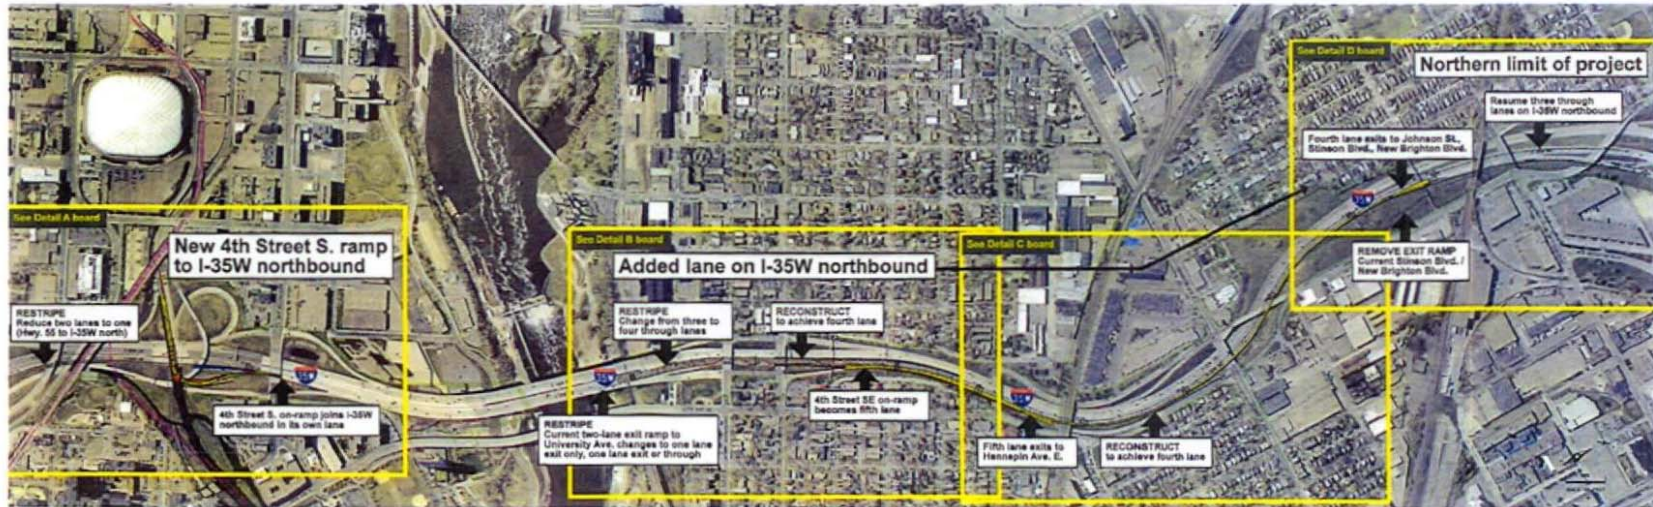 See Detail A board
New 4th Street S. ramp
to I-35W northbound
RESTRIPE
Reduce two lanes to one
(Hwy. 55 to I-35W north)
4th Street S. on-ramp joins I-35W
northbound in its own lane
See Detail B board
Added lane on I-35W northbound
RESTRIPE
Change from three to
four through lanes
RECONSTRUCT
to achieve fourth lane
RESTRIPE
Current two-lane exit ramp to
University Ave. changes to one lane
exit only, one lane exit or through
4th Street SE on-ramp
becomes fifth lane
See Detail C board
Fifth lane exits to
Hennepin Ave. E.
RECONSTRUCT
to achieve fourth lane
See Detail D board
Northern limit of project
Resume three through
lanes on I-35W northbound
Fourth lane exits to Johnson St.,
Stinson Blvd., New Brighton Blvd.
REMOVE EXIT RAMP
Current Stinson Blvd. /
New Brighton Blvd.